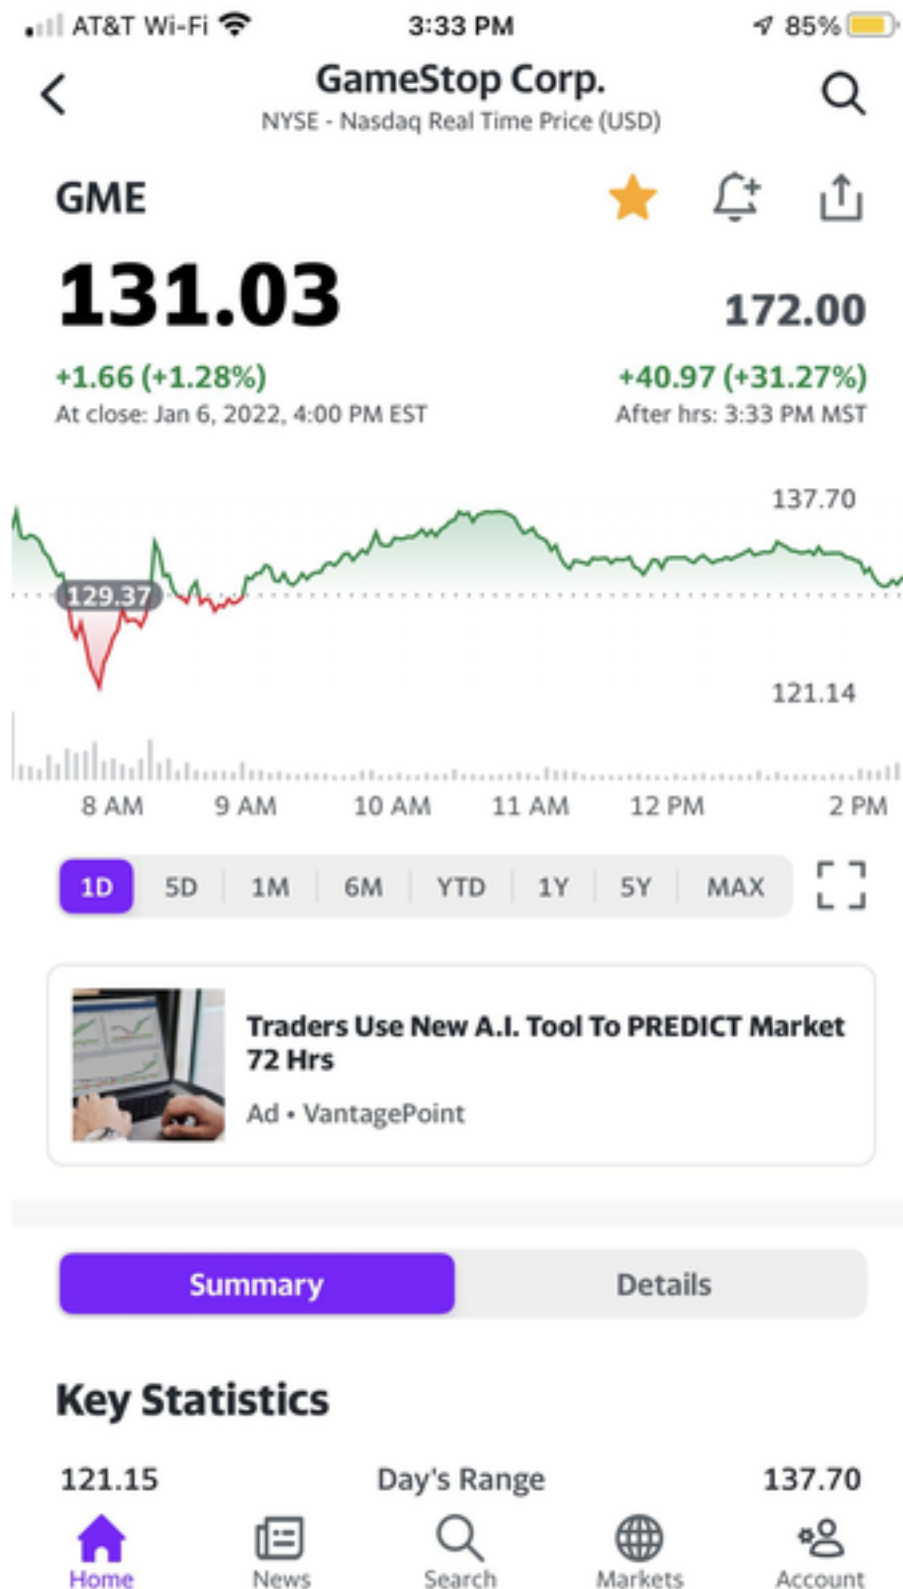 AT&T Wi-Fi 3:33 PM 85%
GameStop Corp.
NYSE - Nasdaq Real Time Price (USD)
GME
131.03 172.00
+1.66 (+1.28%) +40.97 (+31.27%)
At close: Jan 6, 2022, 4:00 PM EST After hrs: 3:33 PM MST
137.70
129.37
121.14
8 AM 9 AM 10 AM 11 AM 12 PM 2 PM
1D 5D 1M 6M YTD 1Y 5Y MAX
Traders Use New A.I. Tool To PREDICT Market
72 Hrs
Ad • VantagePoint
Summary Details
Key Statistics
121.15 Day's Range 137.70
Home News Search Markets Account